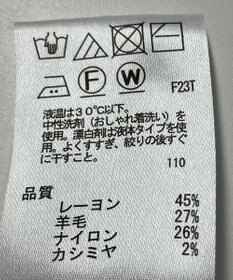 F W F23T
液温は30℃以下。
中性洗剤（おしゃれ着洗い）を
使用。漂白剤は液体タイプを使
用。よくすすぎ、絞りの後すぐ
に干すこと。
110
品質
レーヨン 45%
羊毛 27%
ナイロン 26%
カシミヤ 2%